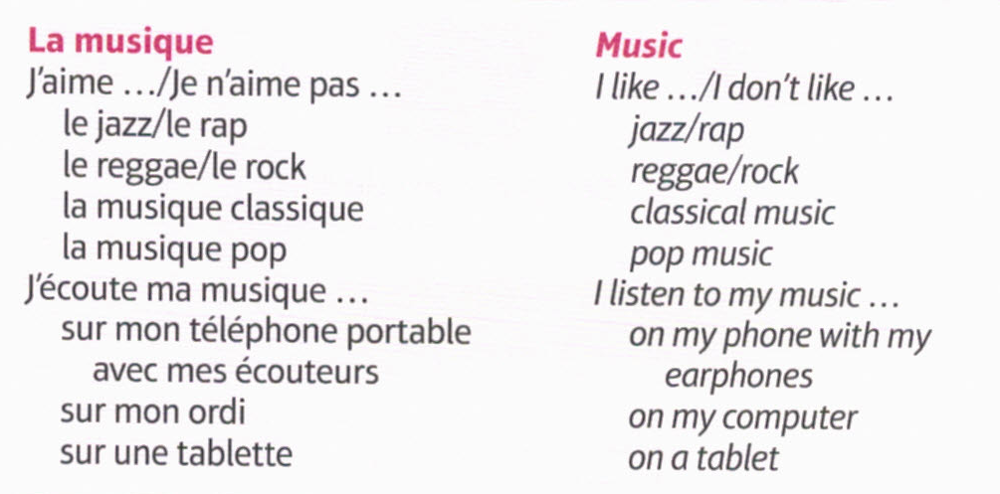 La musique
J'aime …/Je n'aime pas …
le jazz/le rap
le reggae/le rock
la musique classique
la musique pop
J'écoute ma musique …
sur mon téléphone portable
avec mes écouteurs
sur mon ordi
sur une tablette
Music
I like …/I don't like …
jazz/rap
reggae/rock
classical music
pop music
I listen to my music …
on my phone with my
earphones
on my computer
on a tablet